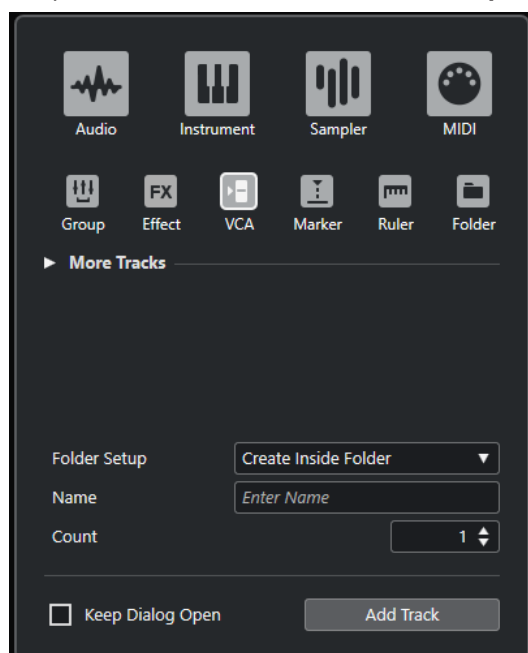 Audio Instrument Sampler MIDI
FX
Group Effect VCA Marker Ruler Folder
More Tracks
Folder Setup Create Inside Folder
Name Enter Name
Count 1
Keep Dialog Open Add Track